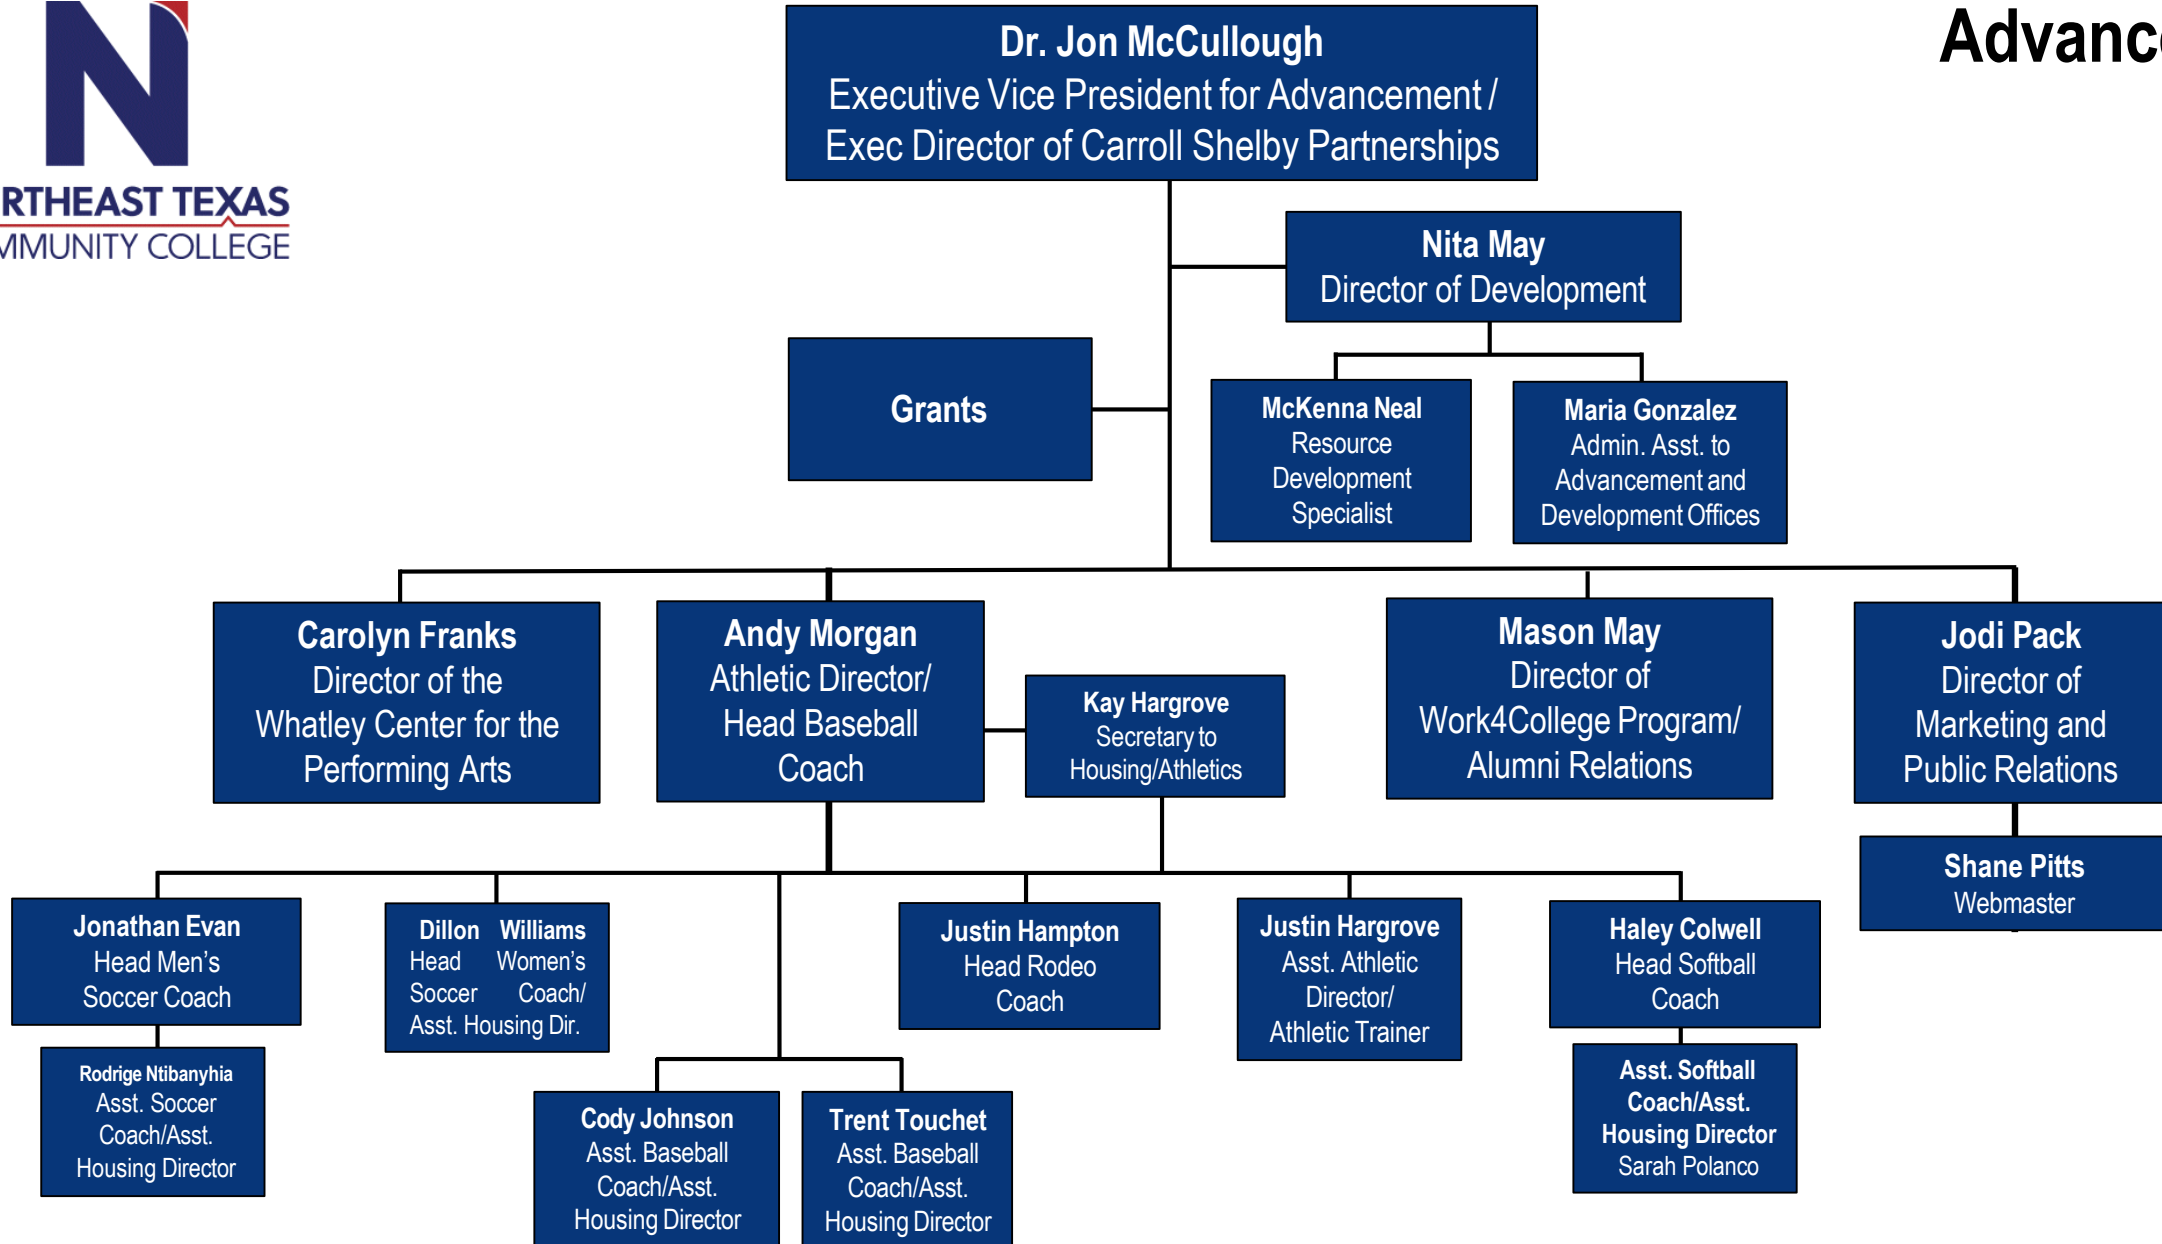 Advance
RTHEAST TEXAS
MMUNITY COLLEGE
Dr. Jon McCullough
Executive Vice President for Advancement /
Exec Director of Carroll Shelby Partnerships
Nita May
Director of Development
Grants
McKenna Neal
Resource
Development
Specialist
Maria Gonzalez
Admin. Asst. to
Advancement and
Development Offices
Carolyn Franks
Director of the
Whatley Center for the
Performing Arts
Andy Morgan
Athletic Director/
Head Baseball
Coach
Kay Hargrove
Secretary to
Housing/Athletics
Mason May
Director of
Work4College Program/
Alumni Relations
Jodi Pack
Director of
Marketing and
Public Relations
Shane Pitts
Webmaster
Jonathan Evan
Head Men's
Soccer Coach
Rodrige Ntibanyhia
Asst. Soccer
Coach/Asst.
Housing Director
Dillon Williams
Head Women's
Soccer Coach/
Asst. Housing Dir.
Cody Johnson
Asst. Baseball
Coach/Asst.
Housing Director
Trent Touchet
Asst. Baseball
Coach/Asst.
Housing Director
Justin Hampton
Head Rodeo
Coach
Justin Hargrove
Asst. Athletic
Director/
Athletic Trainer
Haley Colwell
Head Softball
Coach
Asst. Softball
Coach/Asst.
Housing Director
Sarah Polanco